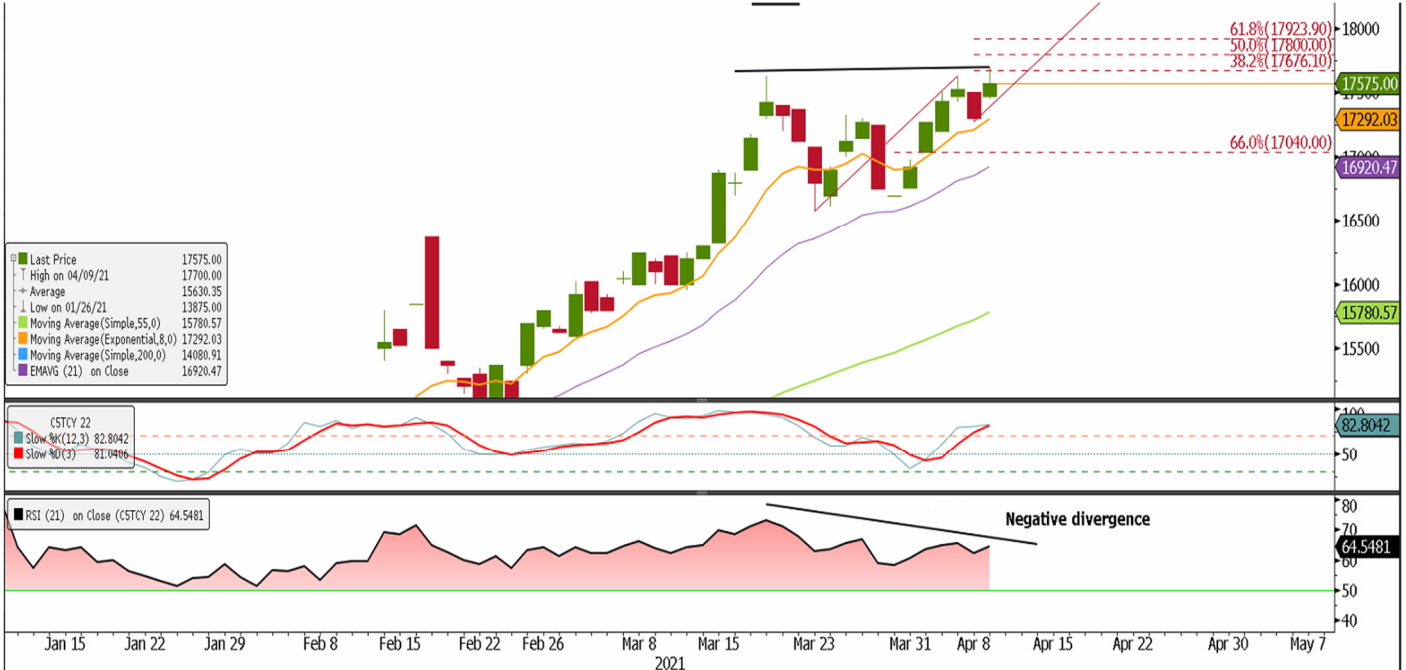 61.8%(17923.90)
50.0%(17800.00)
38.2%(17676.10)
66.0%(17040.00)
18000
17575.00
17500
17292.03
17000
16920.47
16500
16000
15780.57
15500
Last Price 17575.00
High on 04/09/21 17700.00
Average 15630.35
Low on 01/26/21 13875.00
Moving Average(Simple,55,0) 15780.57
Moving Average(Exponential,8,0) 17292.03
Moving Average(Simple,200,0) 14080.91
EMAVG (21) on Close 16920.47
C5TCY 22
Slow %K(12,3) 82.8042
Slow %D(3) 81.0406
100
82.8042
50
RSI (21) on Close (C5TCY 22) 64.5481
Negative divergence
80
70
64.5481
50
40
Jan 15 Jan 22 Jan 29 Feb 8 Feb 15 Feb 22 Feb 26 Mar 8 Mar 15 Mar 23 Mar 31 Apr 8 Apr 15 Apr 22 Apr 30 May 7
2021